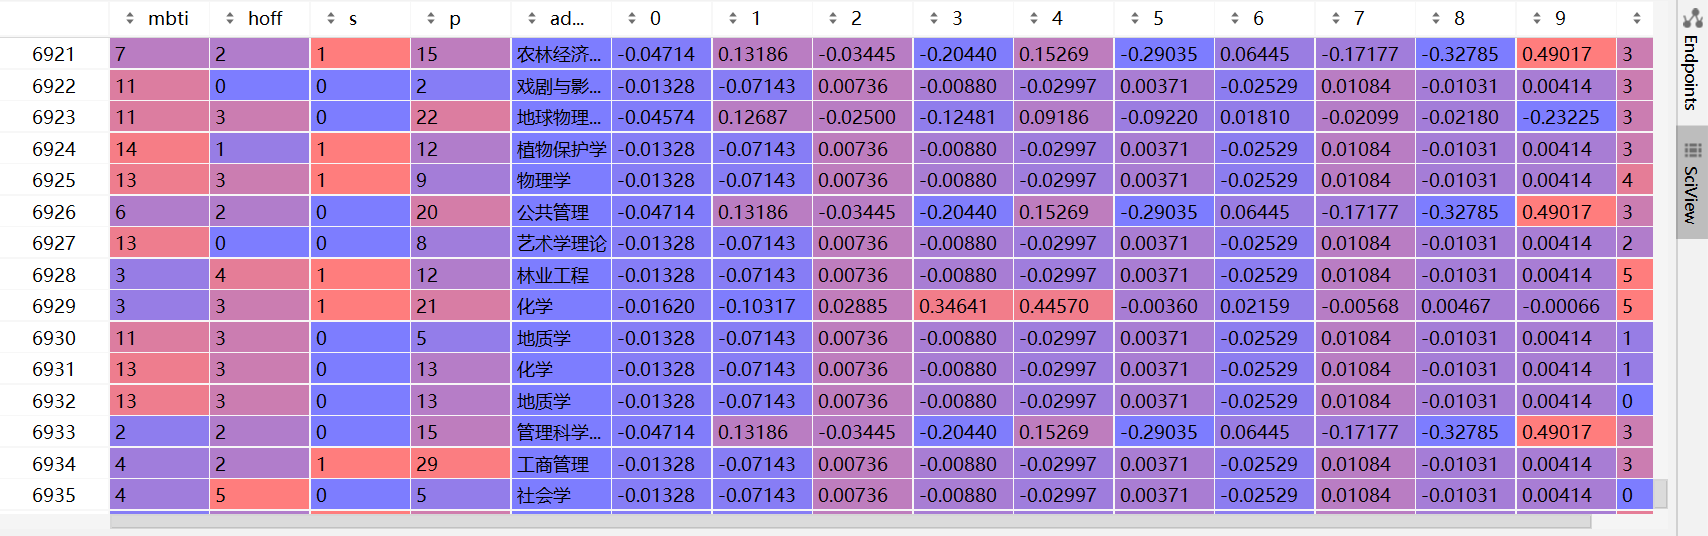 mbti hoff s p ad... 0 1 2 3 4 5 6 7 8 9
6921 7 2 1 15 农林经济... -0.04714 0.13186 -0.03445 -0.20440 0.15269 -0.29035 0.06445 -0.17177 -0.32785 0.49017 3
6922 11 0 0 2 戏剧与影... -0.01328 -0.07143 0.00736 -0.00880 -0.02997 0.00371 -0.02529 0.01084 -0.01031 0.00414 3
6923 11 3 0 22 地球物理... -0.04574 0.12687 -0.02500 -0.12481 0.09186 -0.09220 0.01810 -0.02099 -0.02180 -0.23225 3
6924 14 1 1 12 植物保护学 -0.01328 -0.07143 0.00736 -0.00880 -0.02997 0.00371 -0.02529 0.01084 -0.01031 0.00414 3
6925 13 3 1 9 物理学 -0.01328 -0.07143 0.00736 -0.00880 -0.02997 0.00371 -0.02529 0.01084 -0.01031 0.00414 4
6926 6 2 0 20 公共管理 -0.04714 0.13186 -0.03445 -0.20440 0.15269 -0.29035 0.06445 -0.17177 -0.32785 0.49017 3
6927 13 0 0 8 艺术学理论 -0.01328 -0.07143 0.00736 -0.00880 -0.02997 0.00371 -0.02529 0.01084 -0.01031 0.00414 2
6928 3 4 1 12 林业工程 -0.01328 -0.07143 0.00736 -0.00880 -0.02997 0.00371 -0.02529 0.01084 -0.01031 0.00414 5
6929 3 3 1 21 化学 -0.01620 -0.10317 0.02885 0.34641 0.44570 -0.00360 0.02159 -0.00568 0.00467 -0.00066 5
6930 11 3 0 5 地质学 -0.01328 -0.07143 0.00736 -0.00880 -0.02997 0.00371 -0.02529 0.01084 -0.01031 0.00414 1
6931 13 3 0 13 化学 -0.01328 -0.07143 0.00736 -0.00880 -0.02997 0.00371 -0.02529 0.01084 -0.01031 0.00414 1
6932 13 3 0 13 地质学 -0.01328 -0.07143 0.00736 -0.00880 -0.02997 0.00371 -0.02529 0.01084 -0.01031 0.00414 0
6933 2 2 0 15 管理科学... -0.04714 0.13186 -0.03445 -0.20440 0.15269 -0.29035 0.06445 -0.17177 -0.32785 0.49017 3
6934 4 2 1 29 工商管理 -0.01328 -0.07143 0.00736 -0.00880 -0.02997 0.00371 -0.02529 0.01084 -0.01031 0.00414 3
6935 4 5 0 5 社会学 -0.01328 -0.07143 0.00736 -0.00880 -0.02997 0.00371 -0.02529 0.01084 -0.01031 0.00414 0
Endpoints
SciView